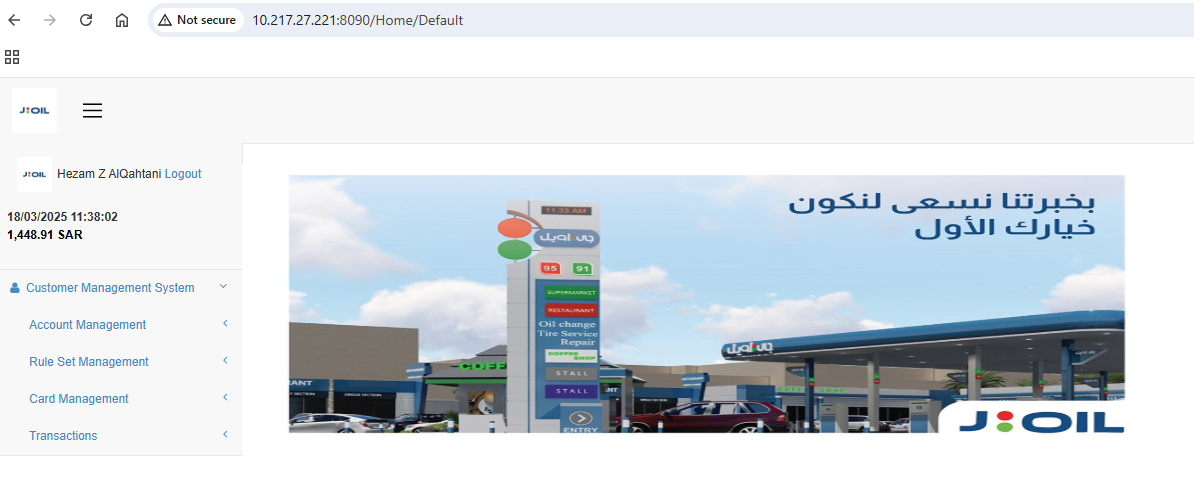 Not secure 10.217.27.221:8090/Home/Default
J:OIL
J:OIL Hezam Z AlQahtani Logout
18/03/2025 11:38:02
1,448.91 SAR
Customer Management System
Account Management
Rule Set Management
Card Management
Transactions
بخبرتنا نسعى لنكون
خيارك الأول
11:33 AM
جي اويل
95 91
SUPERMARKET
RESTAURANT
Oil change
Tire Service
Repair
COFFEE
SHOP
STALL
STALL
ENTRY
COFFE
RANT
جي اويل
COFFEE SHOP
J:OIL